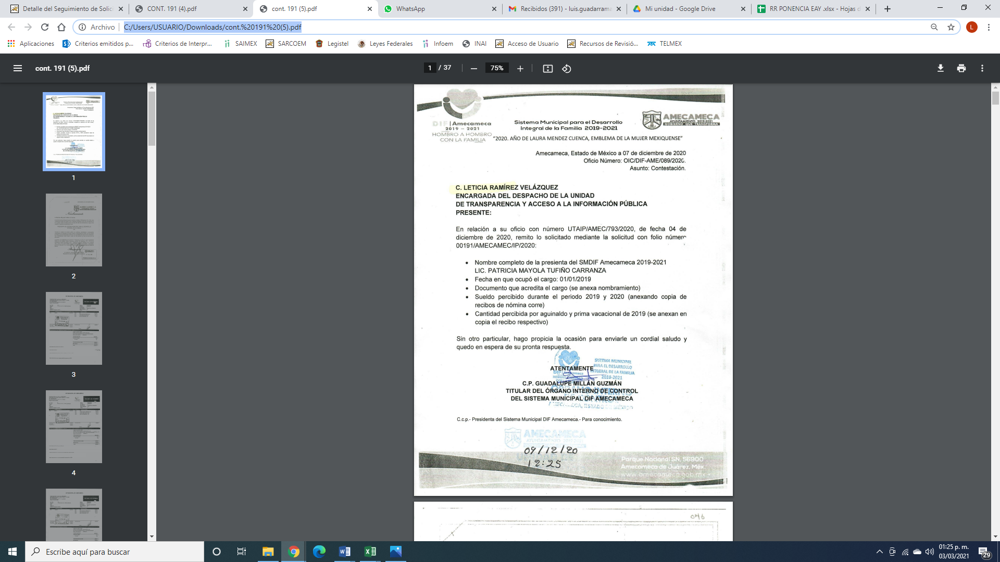 Detalle del Seguimiento de Solici
CONT. 191 (4).pdf
cont. 191 (5).pdf
WhatsApp
Recibidos (391) - luis.guadarrama
Mi unidad - Google Drive
RR PONENCIA EAY .xlsx - Hojas d
Archivo
C:/Users/USUARIO/Downloads/cont.%20191%20(5).pdf
L
Aplicaciones
Criterios emitidos p...
Criterios de Interpr...
SAIMEX
SARCOEM
Legistel
Leyes Federales
Infoem
INAI
Acceso de Usuario
Recursos de Revisió...
TELMEX
cont. 191 (5).pdf
1 / 37
75%
1
2
3
4
DIF | Amecameca
2019 - 2021
HOMBRO A HOMBRO
CON LA FAMILIA
Sistema Municipal para el Desarrollo
Integral de la Familia 2019-2021
AMECAMECA
AYUNTAMIENTO 2019-2021
GOBIERNO QUE TRANSFORMA
"2020. AÑO DE LAURA MENDEZ CUENCA, EMBLEMA DE LA MUJER MEXIQUENSE"
Amecameca, Estado de México a 07 de diciembre de 2020
Oficio Número: OIC/DIF-AME/089/2020.
Asunto: Contestación.
C. LETICIA RAMÍREZ VELÁZQUEZ
ENCARGADA DEL DESPACHO DE LA UNIDAD
DE TRANSPARENCIA Y ACCESO A LA INFORMACIÓN PÚBLICA
PRESENTE:
En relación a su oficio con número UTAIP/AMEC/793/2020, de fecha 04 de
diciembre de 2020, remito lo solicitado mediante la solicitud con folio número
00191/AMECAMEC/IP/2020:
• Nombre completo de la presienta del SMDIF Amecameca 2019-2021
LIC. PATRICIA MAYOLA TUFIÑO CARRANZA
• Fecha en que ocupó el cargo: 01/01/2019
• Documento que acredita el cargo (se anexa nombramiento)
• Sueldo percibido durante el periodo 2019 y 2020 (anexando copia de
recibos de nómina corre)
• Cantidad percibida por aguinaldo y prima vacacional de 2019 (se anexan en
copia el recibo respectivo)
Sin otro particular, hago propicia la ocasión para enviarle un cordial saludo y
quedo en espera de su pronta respuesta.
SISTEMA MUNICIPAL
PARA EL DESARROLLO
INTEGRAL DE LA FAMILIA
2019-2021
ATENTAMENTE
C.P. GUADALUPE MILLÁN GUZMÁN
TITULAR DEL ÓRGANO INTERNO DE CONTROL
DEL SISTEMA MUNICIPAL DIF AMECAMECA
C.c.p.- Presidenta del Sistema Municipal DIF Amecameca.- Para conocimiento.
AMECAMECA
AYUNTAMIENTO 2019-2021
09/12/20
12:25
Parque Nacional SN, 56900
Amecameca de Juárez, Méx.
www.amecameca.gob.mx
046
Escribe aquí para buscar
01:25 p. m.
03/03/2021
29